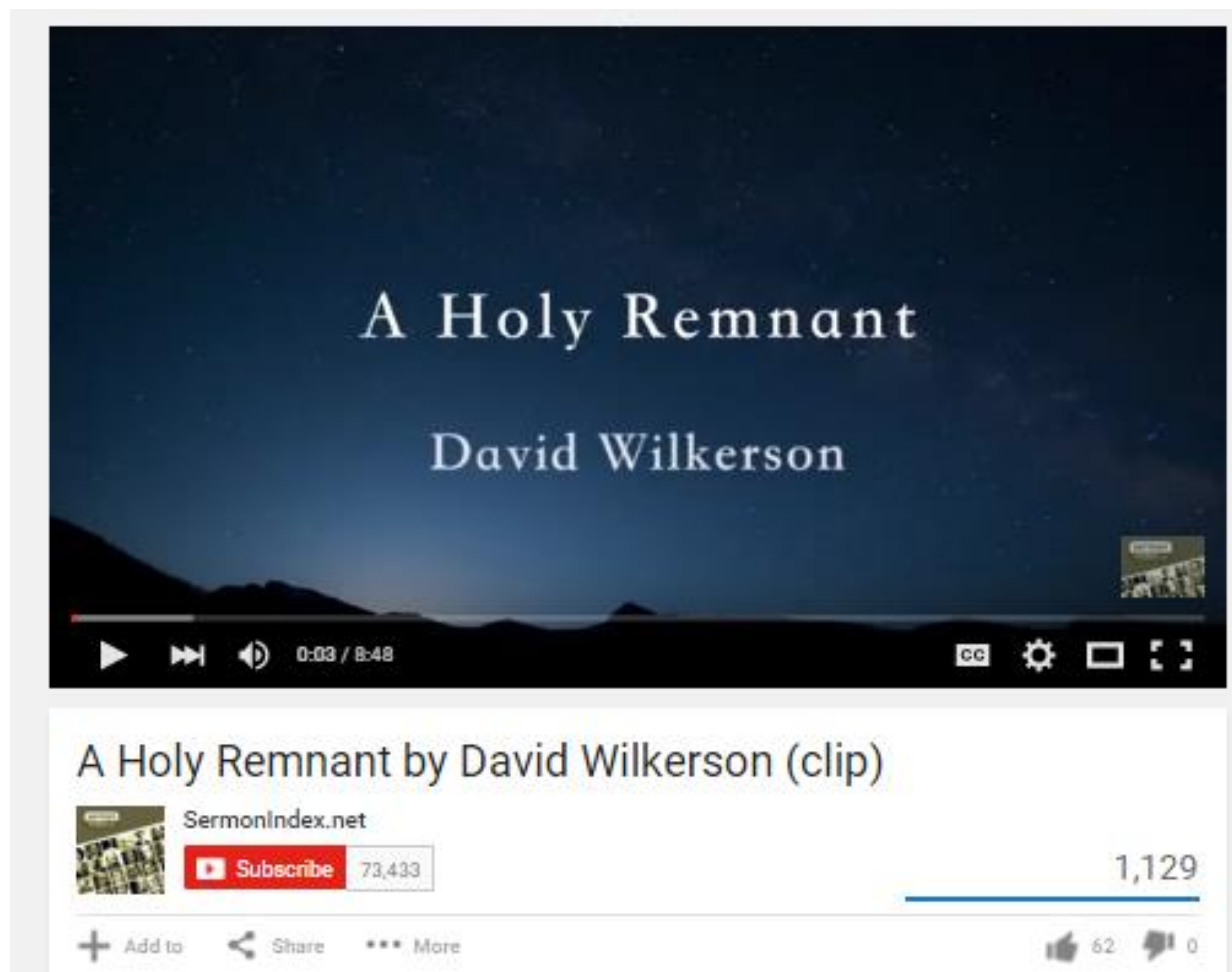 A Holy Remnant
David Wilkerson
0:03 / 8:48
CC
A Holy Remnant by David Wilkerson (clip)
SermonIndex.net
Subscribe 73,433
1,129
Add to Share More 62 0